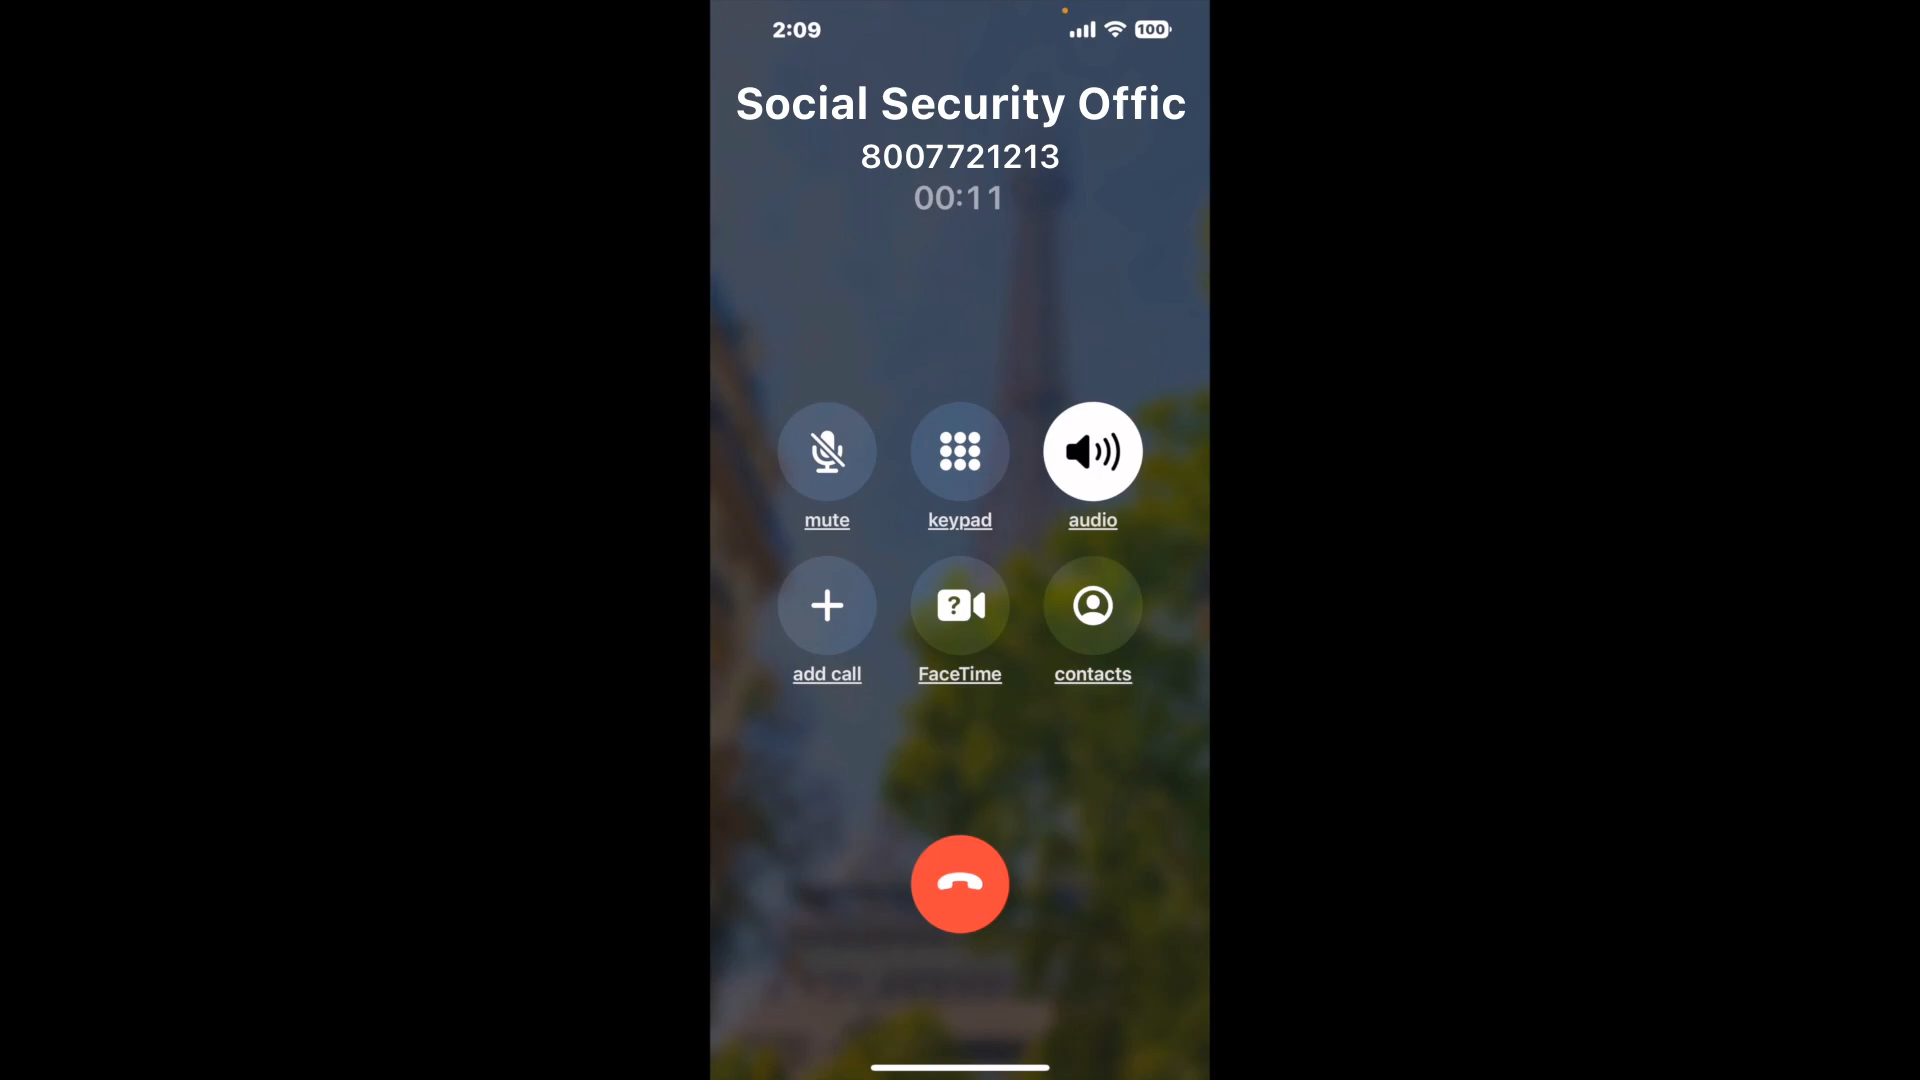 2:09
100
Social Security Offic
8007721213
00:11
mute
keypad
audio
?
add call
FaceTime
contacts